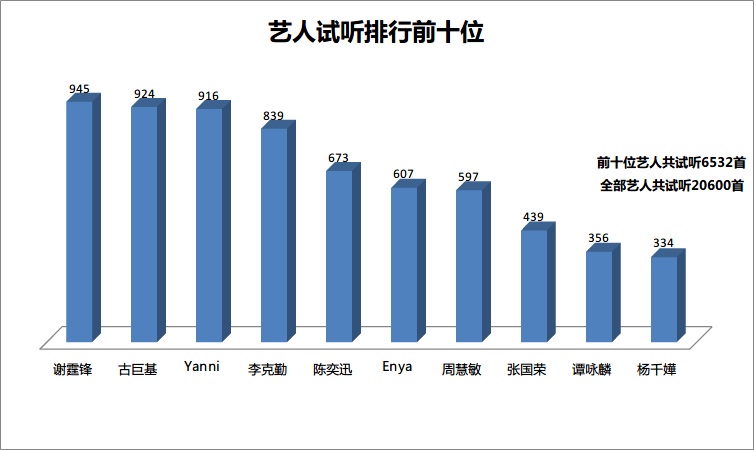 艺人试听排行前十位
945
924
916
839
673
607
597
439
356
334
前十位艺人共试听6532首
全部艺人共试听20600首
谢霆锋 古巨基 Yanni 李克勤 陈奕迅 Enya 周慧敏 张国荣 谭咏麟 杨千嬅